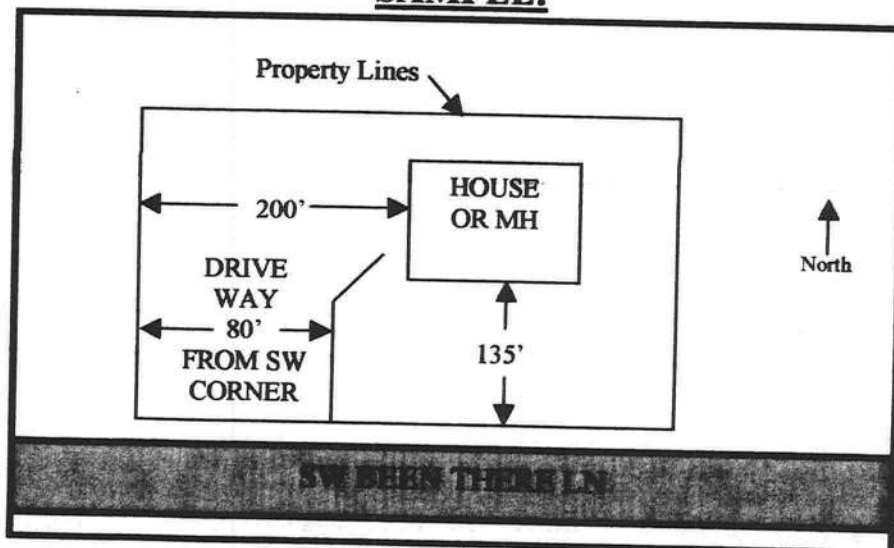 SAMPLE:
Property Lines
HOUSE
OR MH
200’
North
DRIVE
WAY
80’
FROM SW
CORNER
135’
SW BEEN THERE LN